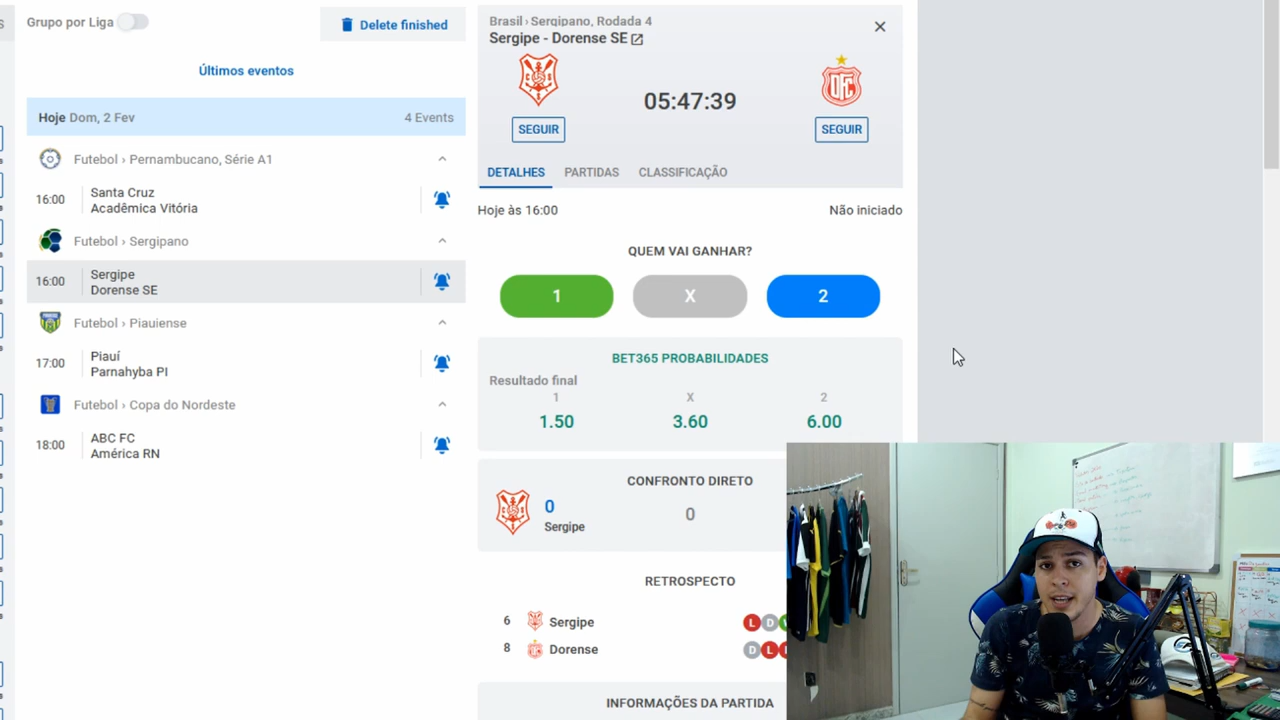 Grupo por Liga
Delete finished
Últimos eventos
Hoje Dom, 2 Fev
4 Events
Futebol › Pernambucano, Série A1
16:00
Santa Cruz
Acadêmica Vitória
Futebol › Sergipano
16:00
Sergipe
Dorense SE
Futebol › Piauiense
17:00
Piauí
Parnahyba PI
Futebol › Copa do Nordeste
18:00
ABC FC
América RN
Brasil › Sergipano, Rodada 4
Sergipe - Dorense SE
05:47:39
SEGUIR
SEGUIR
DETALHES
PARTIDAS
CLASSIFICAÇÃO
Hoje às 16:00
Não iniciado
QUEM VAI GANHAR?
1
X
2
BET365 PROBABILIDADES
Resultado final
1
X
2
1.50
3.60
6.00
CONFRONTO DIRETO
0
Sergipe
0
RETROSPECTO
6
Sergipe
L D
8
Dorense
D L
INFORMAÇÕES DA PARTIDA